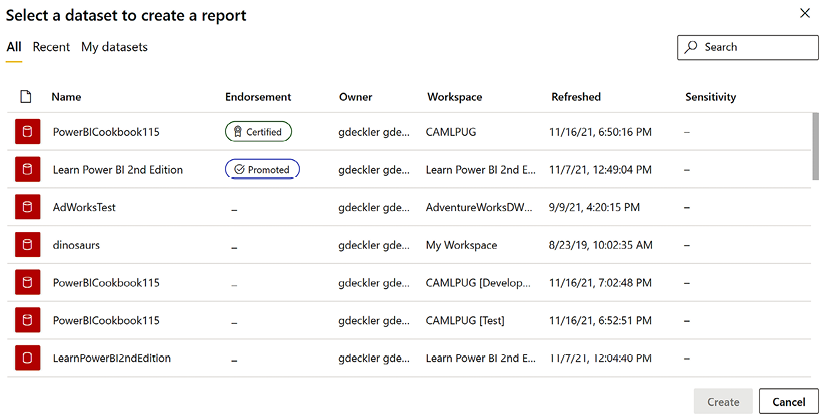 Select a dataset to create a report
All Recent My datasets
Search
Name Endorsement Owner Workspace Refreshed Sensitivity
PowerBICookbook115 Certified gdeckler gde... CAMLPUG 11/16/21, 6:50:16 PM –
Learn Power BI 2nd Edition Promoted gdeckler gde... Learn Power BI 2nd E... 11/7/21, 12:49:04 PM –
AdWorksTest – gdeckler gde... AdventureWorksDW... 9/9/21, 4:20:15 PM –
dinosaurs – gdeckler gde... My Workspace 8/23/19, 10:02:35 AM –
PowerBICookbook115 – gdeckler gde... CAMLPUG [Develop... 11/16/21, 7:02:48 PM –
PowerBICookbook115 – gdeckler gde... CAMLPUG [Test] 11/16/21, 6:52:51 PM –
LearnPowerBI2ndEdition – gdeckler gde... Learn Power BI 2nd E... 11/7/21, 12:04:40 PM –
Create Cancel